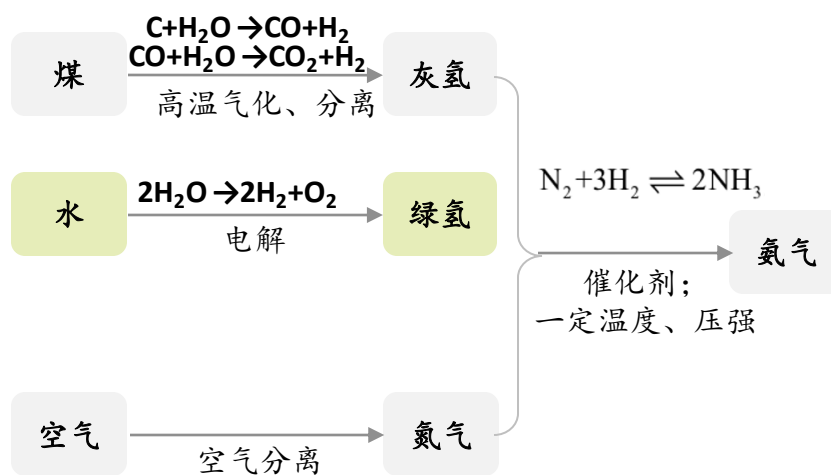 C+H₂O →CO+H₂
CO+H₂O →CO₂+H₂
煤
灰氢
高温气化、分离
N₂+3H₂ ⇌ 2NH₃
2H₂O →2H₂+O₂
水
绿氢
电解
氨气
催化剂；
一定温度、压强
空气
氮气
空气分离